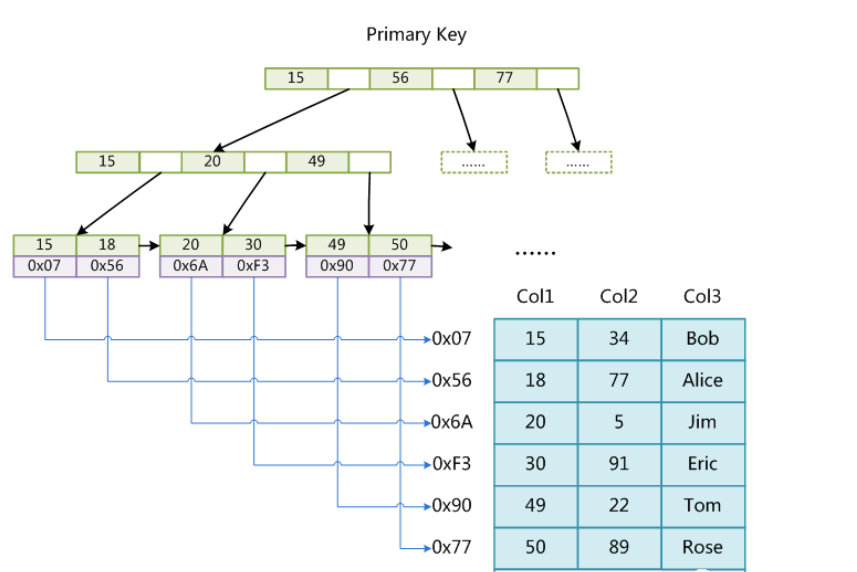 Primary Key
15 56 77
15 20 49
...... ......
15 18 20 30 49 50
0x07 0x56 0x6A 0xF3 0x90 0x77
......
Col1 Col2 Col3
0x07 15 34 Bob
0x56 18 77 Alice
0x6A 20 5 Jim
0xF3 30 91 Eric
0x90 49 22 Tom
0x77 50 89 Rose